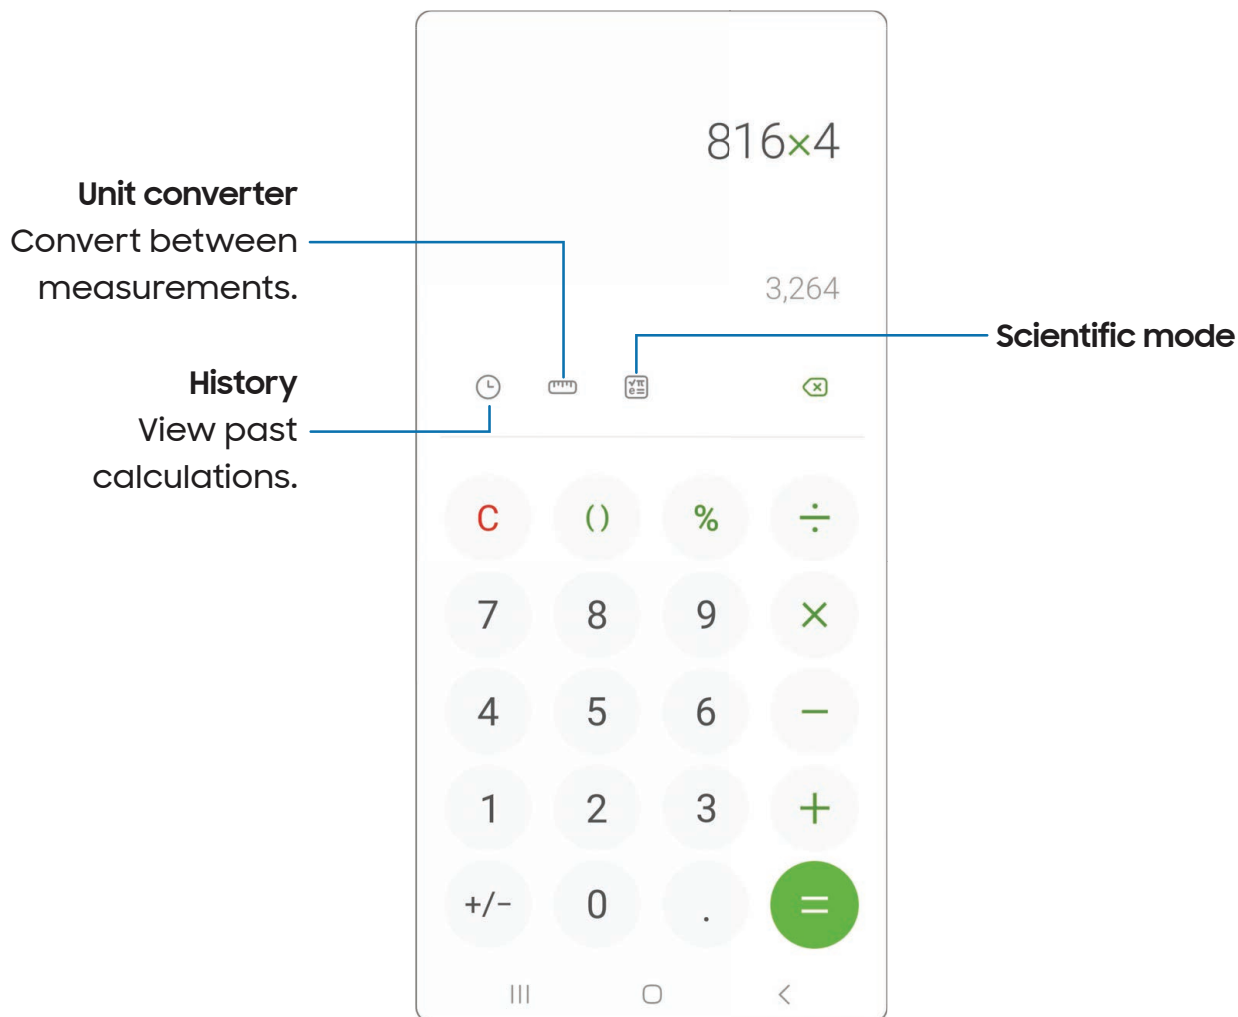 816×4
Unit converter
Convert between
measurements.
3,264
Scientific mode
History
View past
calculations.
√π
e=
C () % ÷
7 8 9 ×
4 5 6 −
1 2 3 +
+/− 0 . =